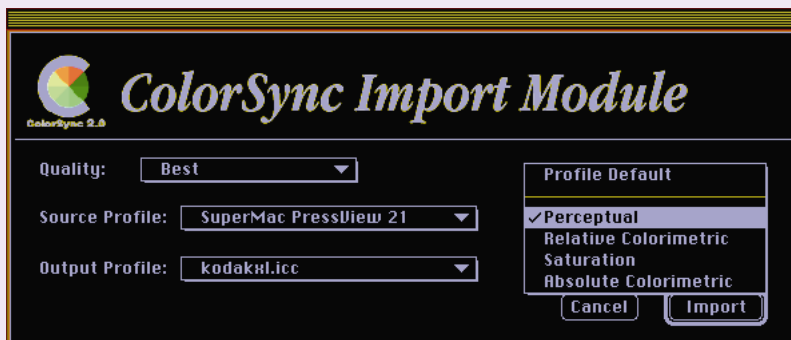 ColorSync Import Module
ColorSync 2.0
Quality: Best
Source Profile: SuperMac PressView 21
Output Profile: kodakxl.icc
Profile Default
✓Perceptual
Relative Colorimetric
Saturation
Absolute Colorimetric
Cancel Import